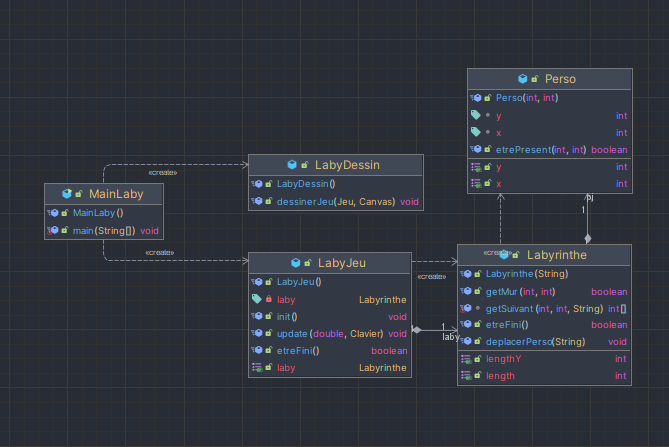 Perso
Perso(int, int)
y int
x int
etrePresent(int, int) boolean
y int
x int
«create»
LabyDessin
LabyDessin()
dessinerJeu(Jeu, Canvas) void
MainLaby
MainLaby()
main(String[]) void
«create»
LabyJeu
LabyJeu()
laby Labyrinthe
init() void
update(double, Clavier) void
etreFini() boolean
laby Labyrinthe
«create»
1
laby
1
pj
«create»
Labyrinthe
Labyrinthe(String)
getMur(int, int) boolean
getSuivant(int, int, String) int[]
etreFini() boolean
deplacerPerso(String) void
lengthY int
length int